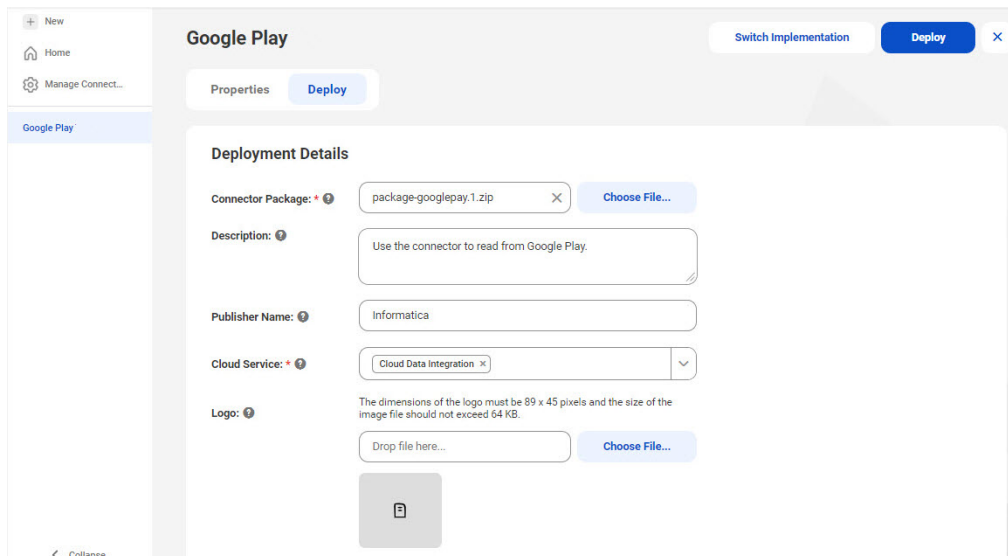 New
Home
Manage Connect...
Google Play
Google Play
Switch Implementation
Deploy
Properties
Deploy
Deployment Details
Connector Package: *
package-googlepay.1.zip
Choose File...
Description:
Use the connector to read from Google Play.
Publisher Name:
Informatica
Cloud Service: *
Cloud Data Integration
Logo:
The dimensions of the logo must be 89 x 45 pixels and the size of the
image file should not exceed 64 KB.
Drop file here...
Choose File...
Collapse